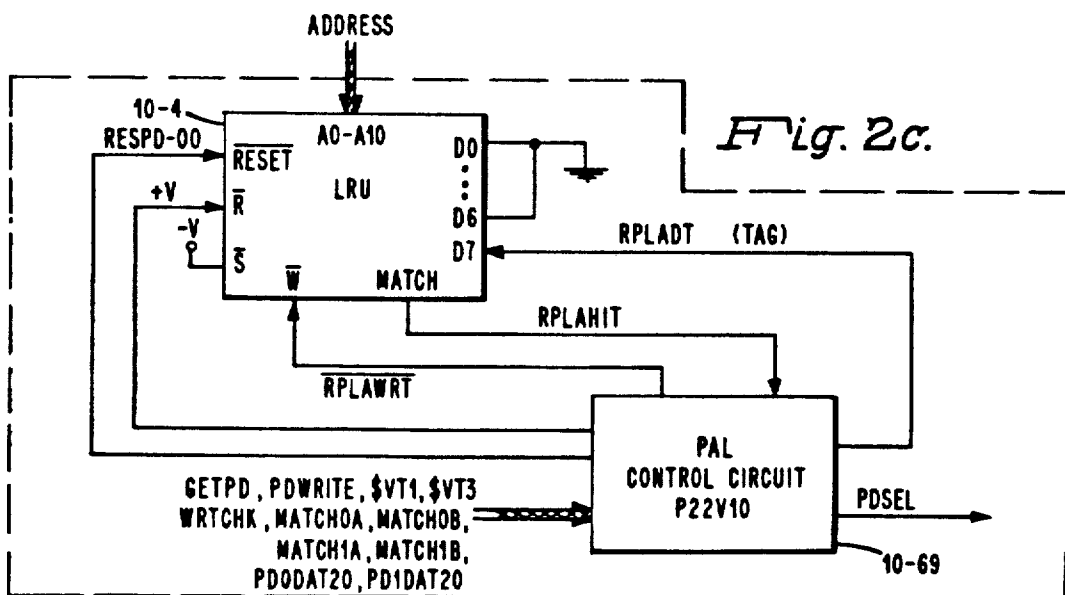 ADDRESS
Fig. 2c.
10-4
RESPD-00
A0-A10
RESET
LRU
D0
D6
D7
+V
R
-V
S
W
MATCH
RPLADT (TAG)
RPLAHIT
RPLAWRT
PAL
CONTROL CIRCUIT
P22V10
GETPD, PDWRITE, $VT1, $VT3
WRTCHK, MATCH0A, MATCH0B,
MATCH1A, MATCH1B,
PD0DAT20, PD1DAT20
PDSEL
10-69